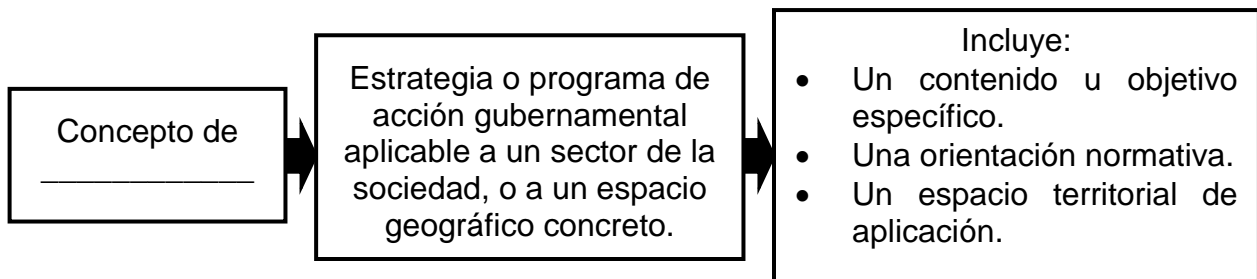 Concepto de
____________
Estrategia o programa de
acción gubernamental
aplicable a un sector de la
sociedad, o a un espacio
geográfico concreto.
Incluye:
• Un contenido u objetivo
específico.
• Una orientación normativa.
• Un espacio territorial de
aplicación.